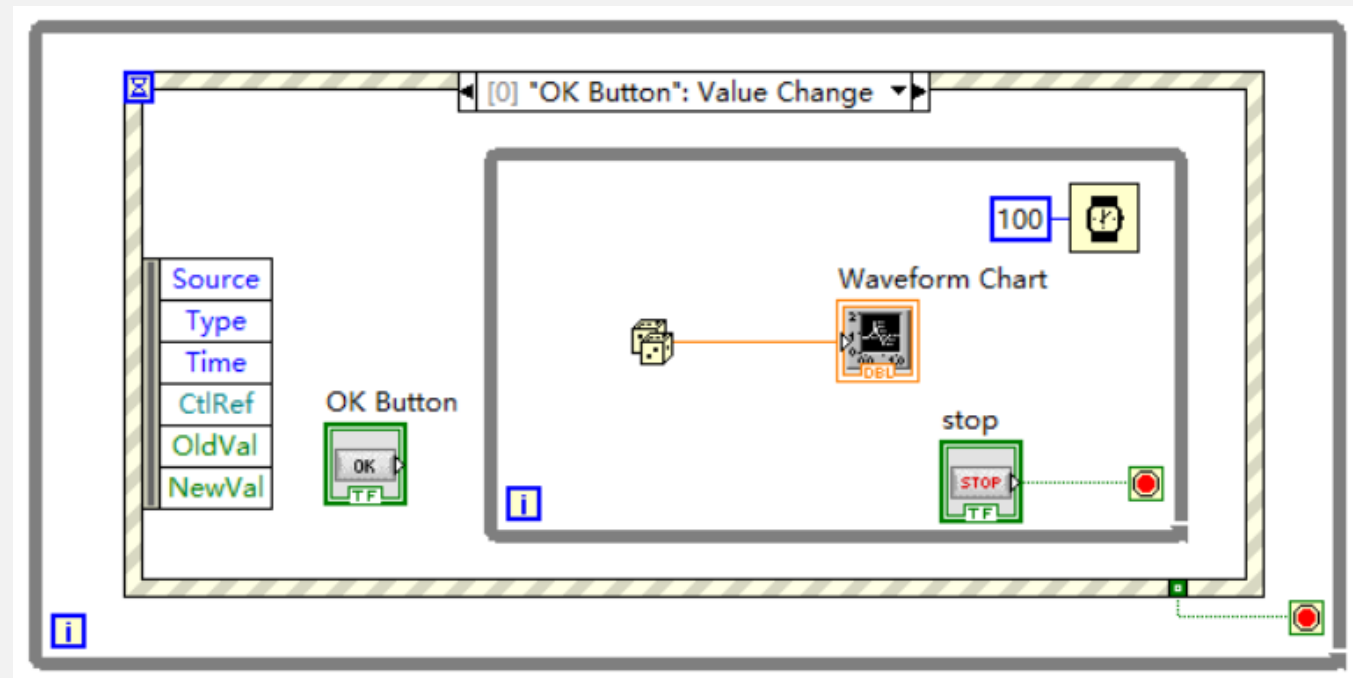 [0] "OK Button": Value Change
100
Source
Type
Time
CtlRef
OldVal
NewVal
OK Button
OK
TF
Waveform Chart
DBL
stop
STOP
TF
i
i